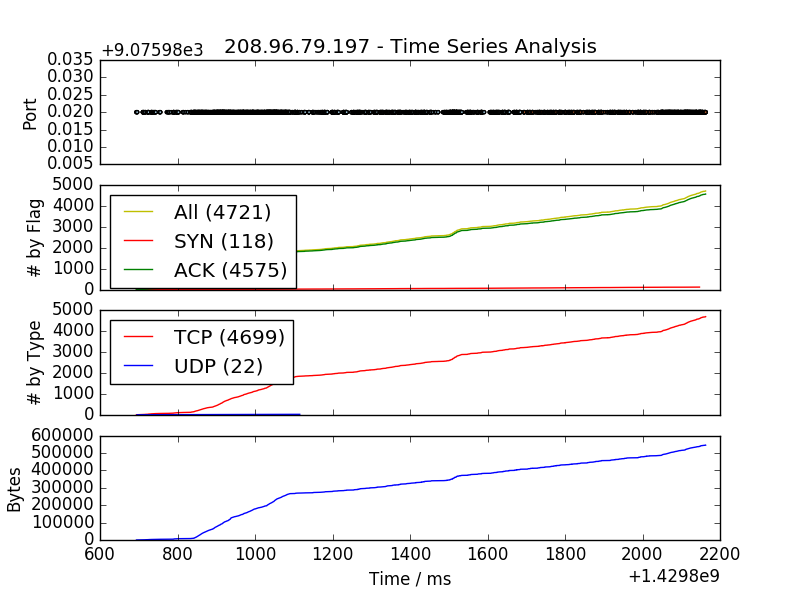 +9.07598e3 208.96.79.197 - Time Series Analysis
0.035
0.030
0.025
0.020
0.015
0.010
0.005
Port
5000
4000
3000
2000
1000
0
# by Flag
All (4721)
SYN (118)
ACK (4575)
5000
4000
3000
2000
1000
0
# by Type
TCP (4699)
UDP (22)
600000
500000
400000
300000
200000
100000
0
Bytes
600 800 1000 1200 1400 1600 1800 2000 2200
Time / ms
+1.4298e9